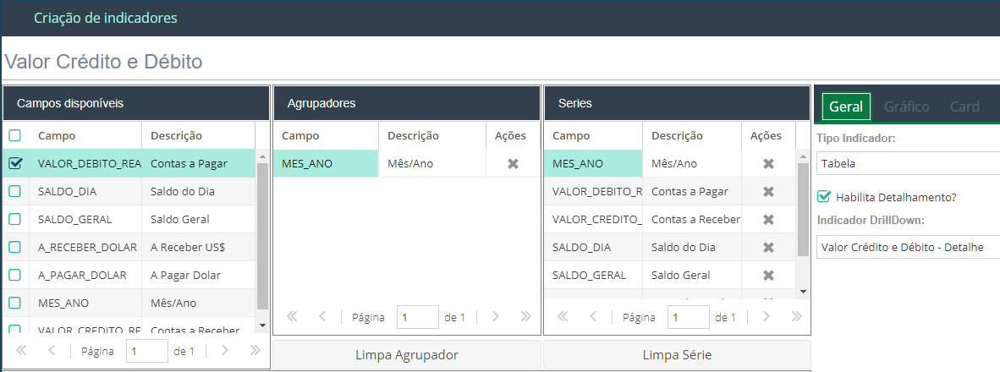 Criação de indicadores
Valor Crédito e Débito
Campos disponíveis
Campo Descrição
VALOR_DEBITO_REA Contas a Pagar
SALDO_DIA Saldo do Dia
SALDO_GERAL Saldo Geral
A_RECEBER_DOLAR A Receber US$
A_PAGAR_DOLAR A Pagar Dolar
MES_ANO Mês/Ano
VALOR_CREDITO_RE Contas a Receber
Página 1 de 1
Agrupadores
Campo Descrição Ações
MES_ANO Mês/Ano
Página 1 de 1
Limpa Agrupador
Series
Campo Descrição Ações
MES_ANO Mês/Ano
VALOR_DEBITO_R Contas a Pagar
VALOR_CREDITO_ Contas a Receber
SALDO_DIA Saldo do Dia
SALDO_GERAL Saldo Geral
Página 1 de 1
Limpa Série
Geral Gráfico Card
Tipo Indicador:
Tabela
Habilita Detalhamento?
Indicador DrillDown:
Valor Crédito e Débito - Detalhe